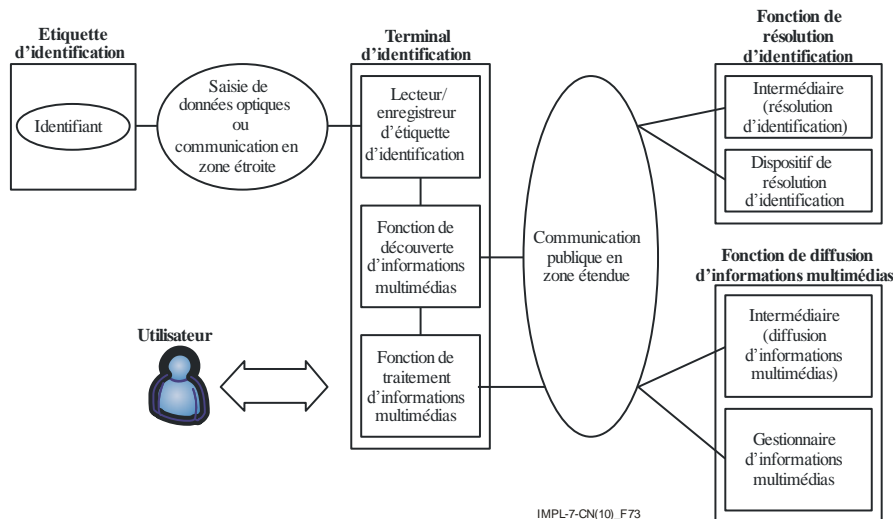 Etiquette
d'identification
Identifiant
Saisie de
données optiques
ou
communication en
zone étroite
Terminal
d'identification
Lecteur/
enregistreur
d'étiquette
d'identification
Fonction de
découverte
d'informations
multimédias
Fonction de
traitement
d'informations
multimédias
Utilisateur
Communication
publique en
zone étendue
Fonction de
résolution
d'identification
Intermédiaire
(résolution
d'identification)
Dispositif de
résolution
d'identification
Fonction de diffusion
d'informations multimédias
Intermédiaire
(diffusion
d'informations
multimédias)
Gestionnaire
d'informations
multimédias
IMPL-7-CN(10)_F73